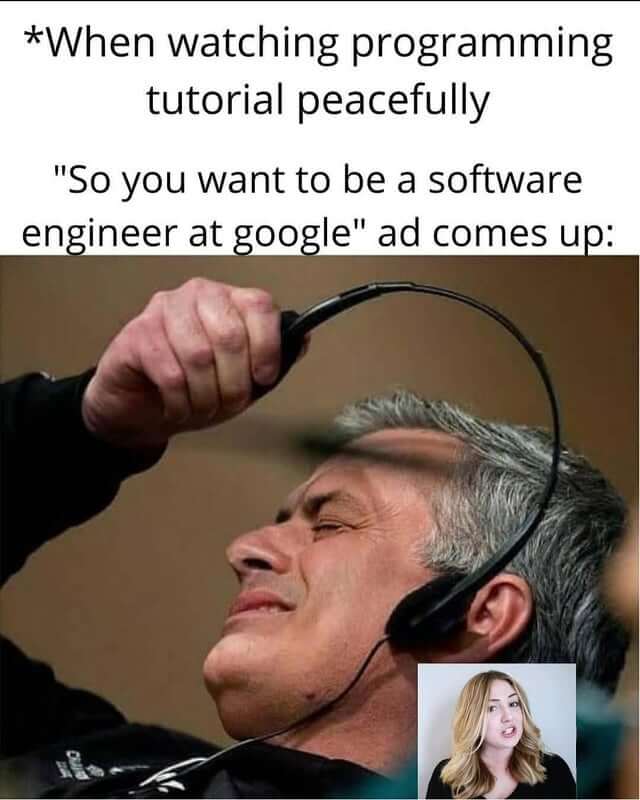 *When watching programming
tutorial peacefully
"So you want to be a software
engineer at google" ad comes up: